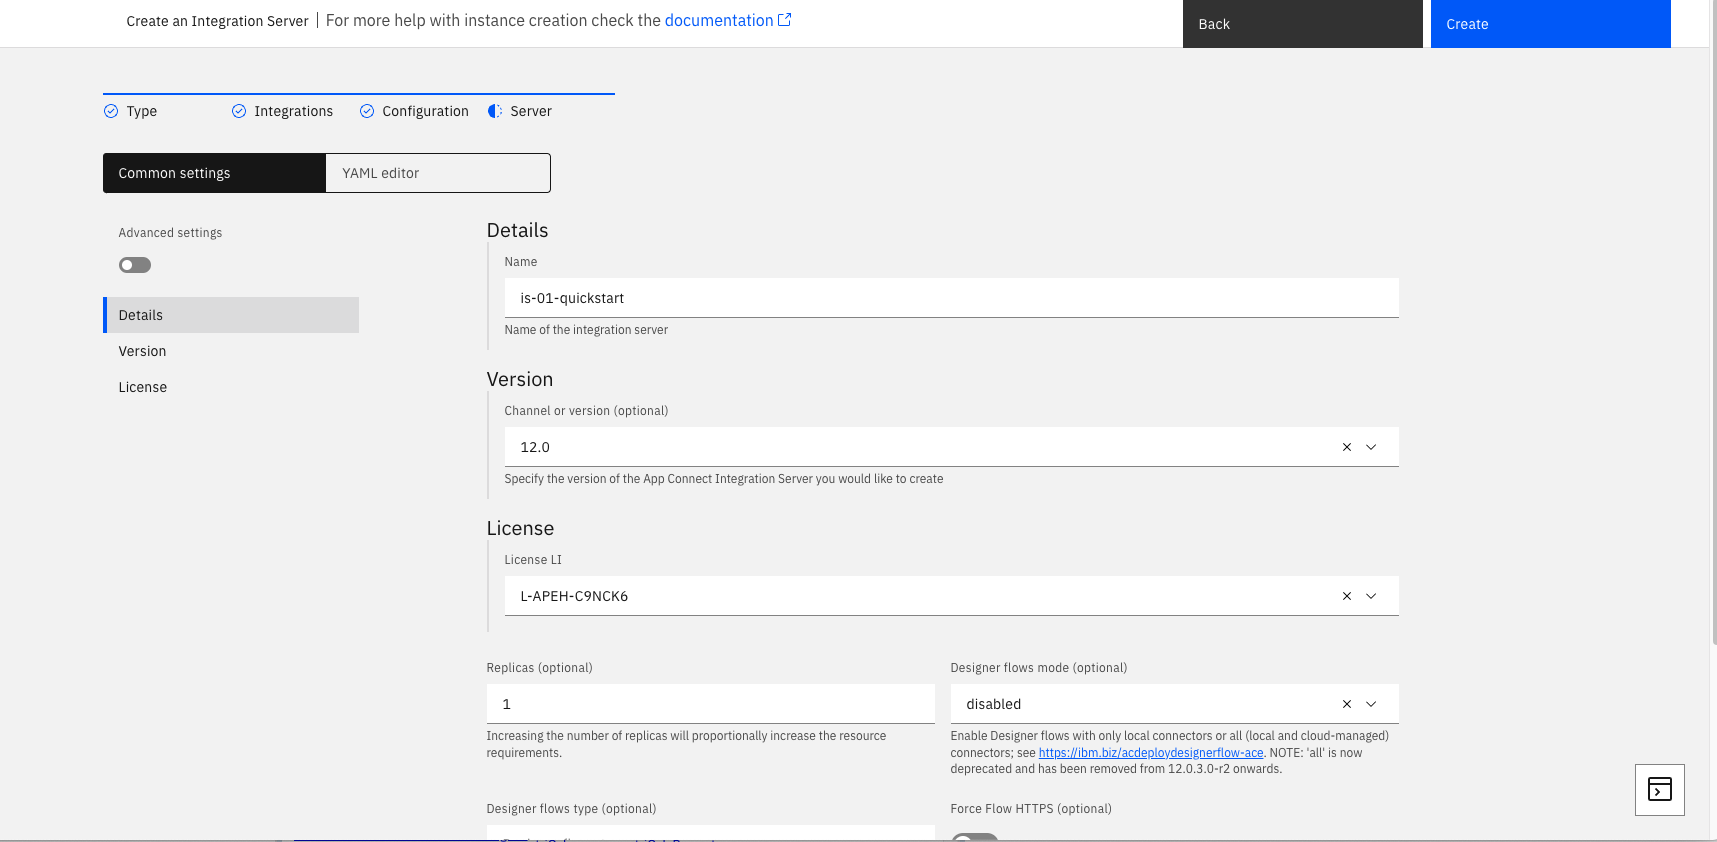 Create an Integration Server | For more help with instance creation check the documentation
Back
Create
Type
Integrations
Configuration
Server
Common settings
YAML editor
Advanced settings
Details
Version
License
Details
Name
is-01-quickstart
Name of the integration server
Version
Channel or version (optional)
12.0
Specify the version of the App Connect Integration Server you would like to create
License
License LI
L-APEH-C9NCK6
Replicas (optional)
1
Increasing the number of replicas will proportionally increase the resource
requirements.
Designer flows mode (optional)
disabled
Enable Designer flows with only local connectors or all (local and cloud-managed)
connectors; see https://ibm.biz/acdeploydesignerflow-ace. NOTE: 'all' is now
deprecated and has been removed from 12.0.3.0-r2 onwards.
Designer flows type (optional)
Force Flow HTTPS (optional)